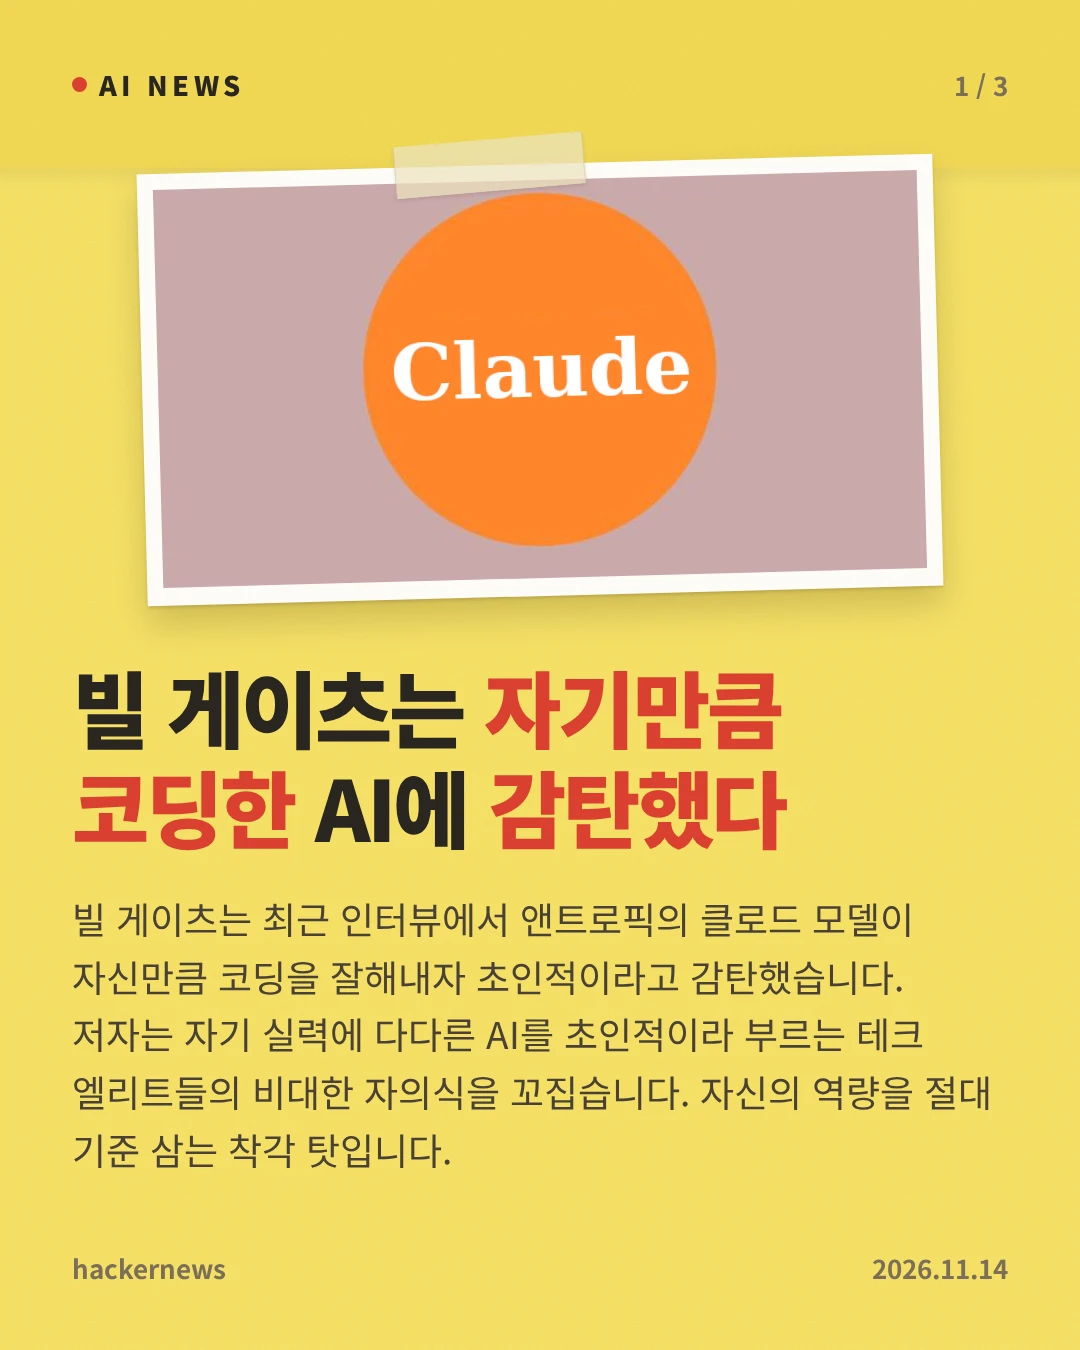 AI NEWS
1 / 3
Claude
빌 게이츠는 자기만큼
코딩한 AI에 감탄했다
빌 게이츠는 최근 인터뷰에서 앤트로픽의 클로드 모델이
자신만큼 코딩을 잘해내자 초인적이라고 감탄했습니다.
저자는 자기 실력에 다다른 AI를 초인적이라 부르는 테크
엘리트들의 비대한 자의식을 꼬집습니다. 자신의 역량을 절대
기준 삼는 착각 탓입니다.
hackernews
2026.11.14